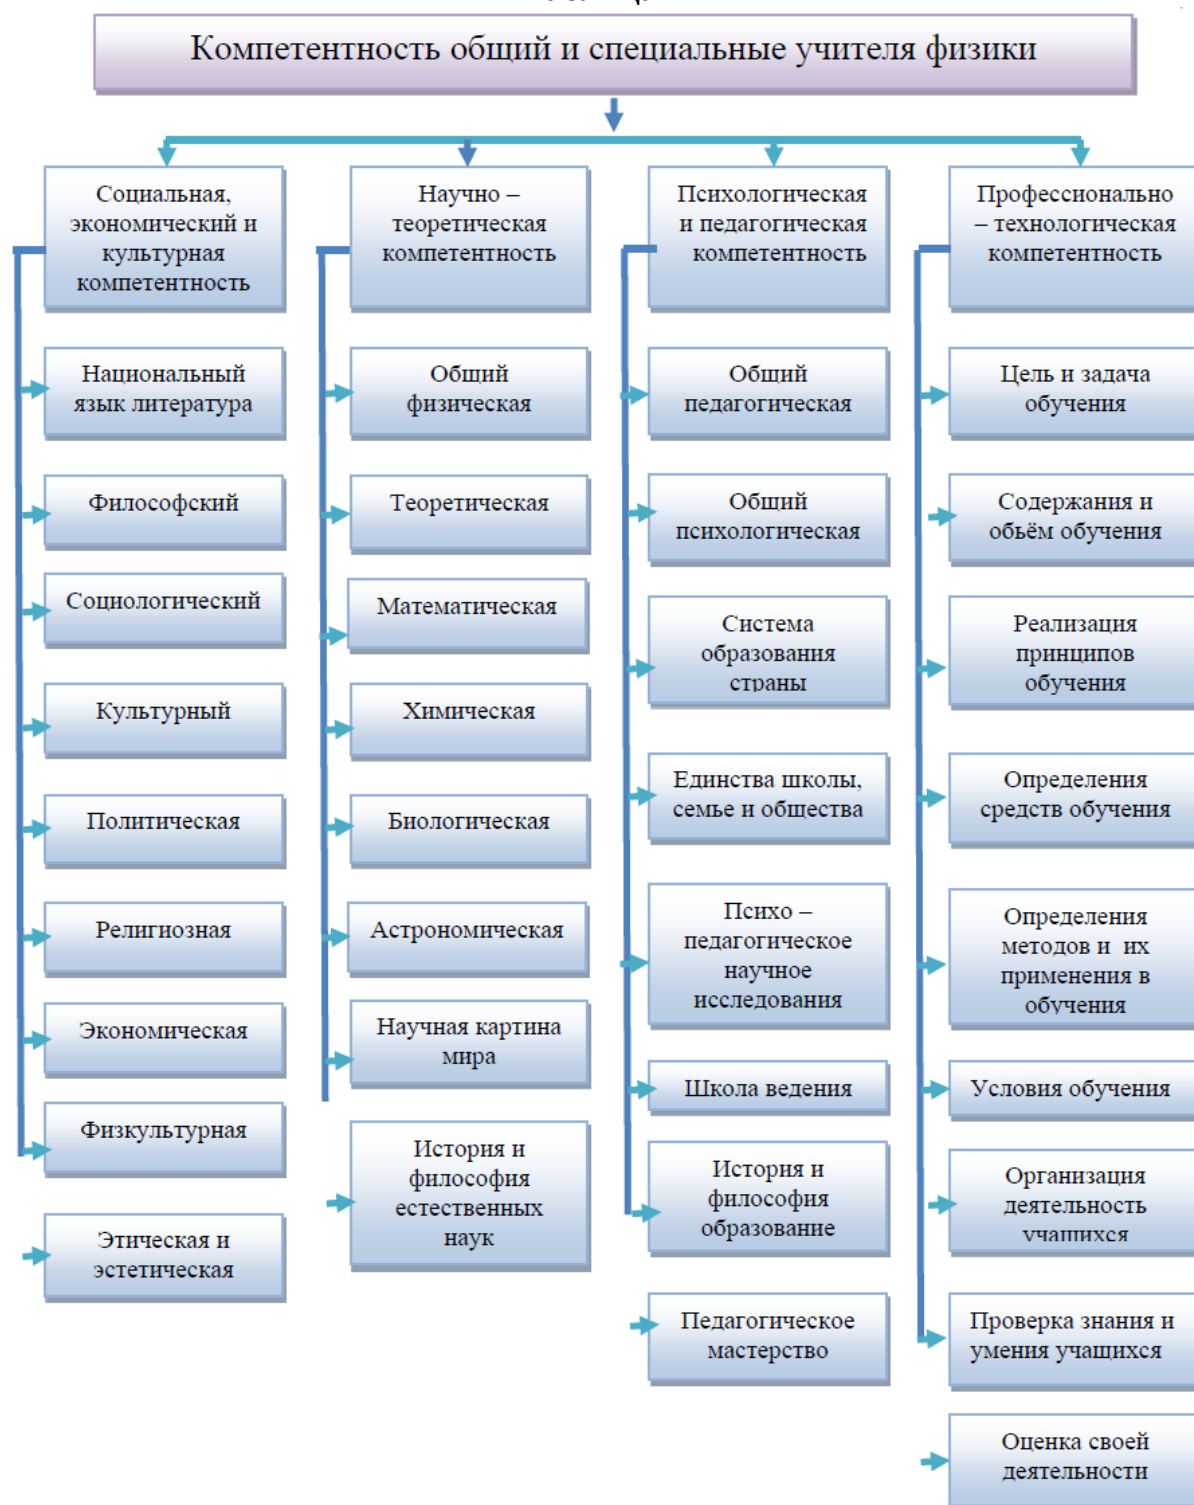 Компетентность общий и специальные учителя физики
Социальная,
экономический и
культурная
компетентность
Национальный
язык литература
Философский
Социологический
Культурный
Политическая
Религиозная
Экономическая
Физкультурная
Этическая и
эстетическая
Научно –
теоретическая
компетентность
Общий
физическая
Теоретическая
Математическая
Химическая
Биологическая
Астрономическая
Научная картина
мира
История и
философия
естественных
наук
Психологическая
и педагогическая
компетентность
Общий
педагогическая
Общий
психологическая
Система
образования
страны
Единства школы,
семье и общества
Психо –
педагогическое
научное
исследования
Школа ведения
История и
философия
образование
Педагогическое
мастерство
Профессионально
– технологическая
компетентность
Цель и задача
обучения
Содержания и
обьём обучения
Реализация
принципов
обучения
Определения
средств обучения
Определения
методов и их
применения в
обучения
Условия обучения
Организация
деятельность
учащихся
Проверка знания и
умения учащихся
Оценка своей
деятельности